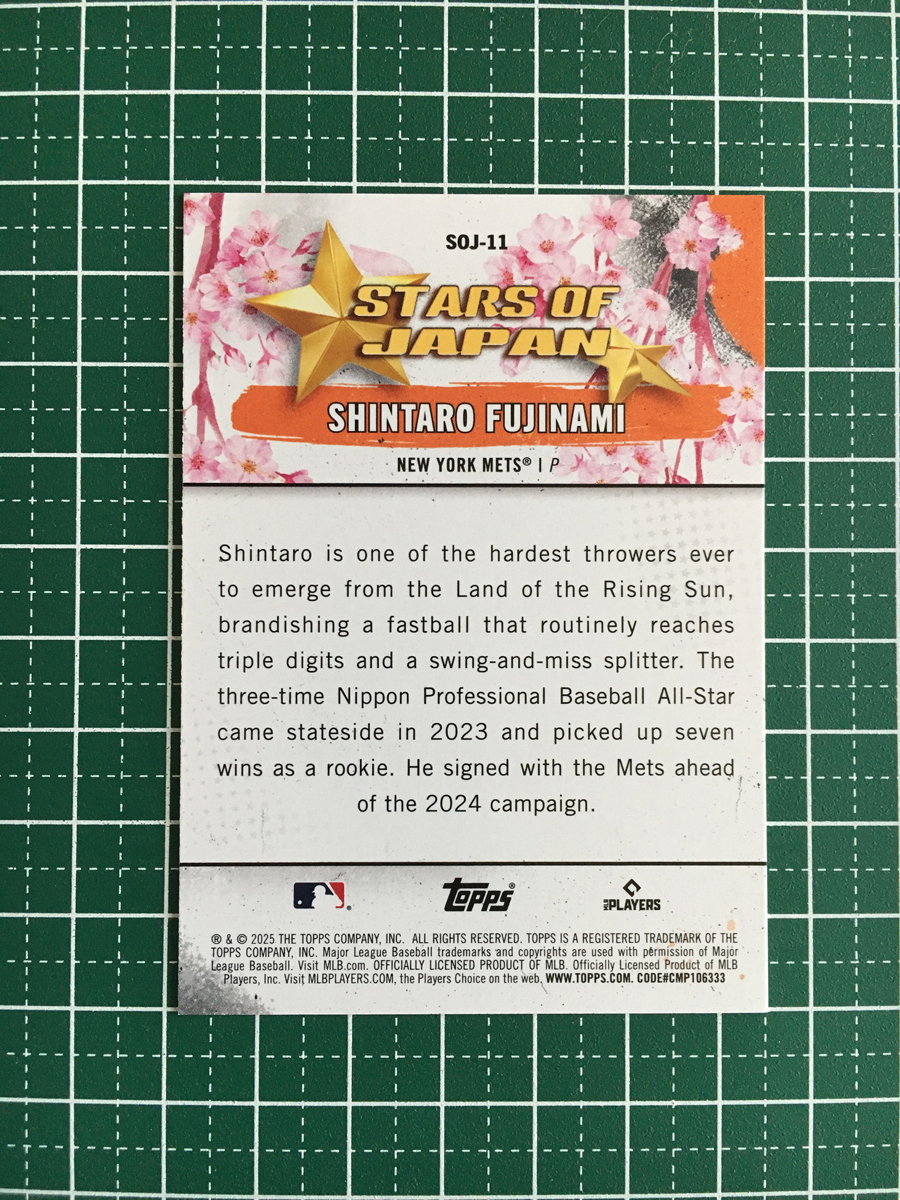 SOJ-11
STARS OF
JAPAN
SHINTARO FUJINAMI
NEW YORK METS® | P
Shintaro is one of the hardest throwers ever
to emerge from the Land of the Rising Sun,
brandishing a fastball that routinely reaches
triple digits and a swing-and-miss splitter. The
three-time Nippon Professional Baseball All-Star
came stateside in 2023 and picked up seven
wins as a rookie. He signed with the Mets ahead
of the 2024 campaign.
® Topps® MLB PLAYERS
® & © 2025 THE TOPPS COMPANY, INC. ALL RIGHTS RESERVED. TOPPS IS A REGISTERED TRADEMARK OF THE
TOPPS COMPANY, INC. Major League Baseball trademarks and copyrights are used with permission of Major
League Baseball. Visit MLB.com. OFFICIALLY LICENSED PRODUCT OF MLB. Officially Licensed Product of MLB
Players, Inc. Visit MLBPLAYERS.COM, the Players Choice on the web. WWW.TOPPS.COM. CODE#CMP106333